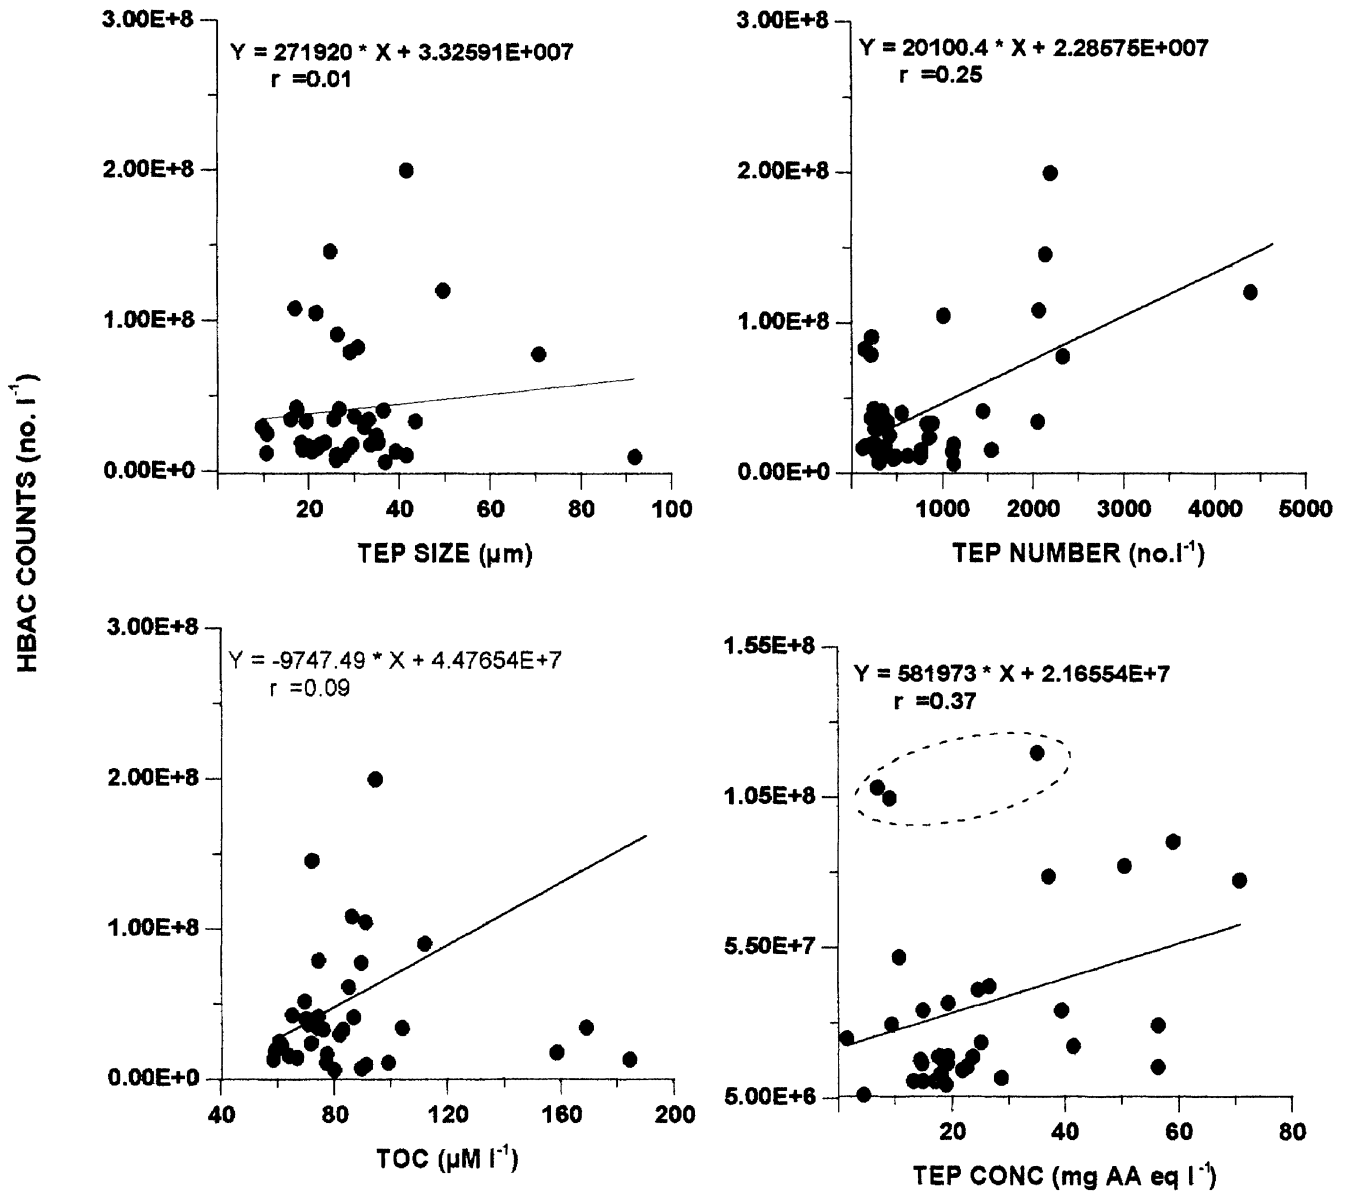 HBAC COUNTS (no. l⁻¹)
3.00E+8
2.00E+8
1.00E+8
0.00E+0
Y = 271920 * X + 3.32591E+007
r =0.01
20 40 60 80 100
TEP SIZE (µm)
3.00E+8
2.00E+8
1.00E+8
0.00E+0
Y = 20100.4 * X + 2.28575E+007
r =0.25
1000 2000 3000 4000 5000
TEP NUMBER (no.l⁻¹)
3.00E+8
2.00E+8
1.00E+8
0.00E+0
Y = -9747.49 * X + 4.47654E+7
r =0.09
40 80 120 160 200
TOC (µM l⁻¹)
1.55E+8
1.05E+8
5.50E+7
5.00E+6
Y = 581973 * X + 2.16554E+7
r =0.37
20 40 60 80
TEP CONC (mg AA eq l⁻¹)